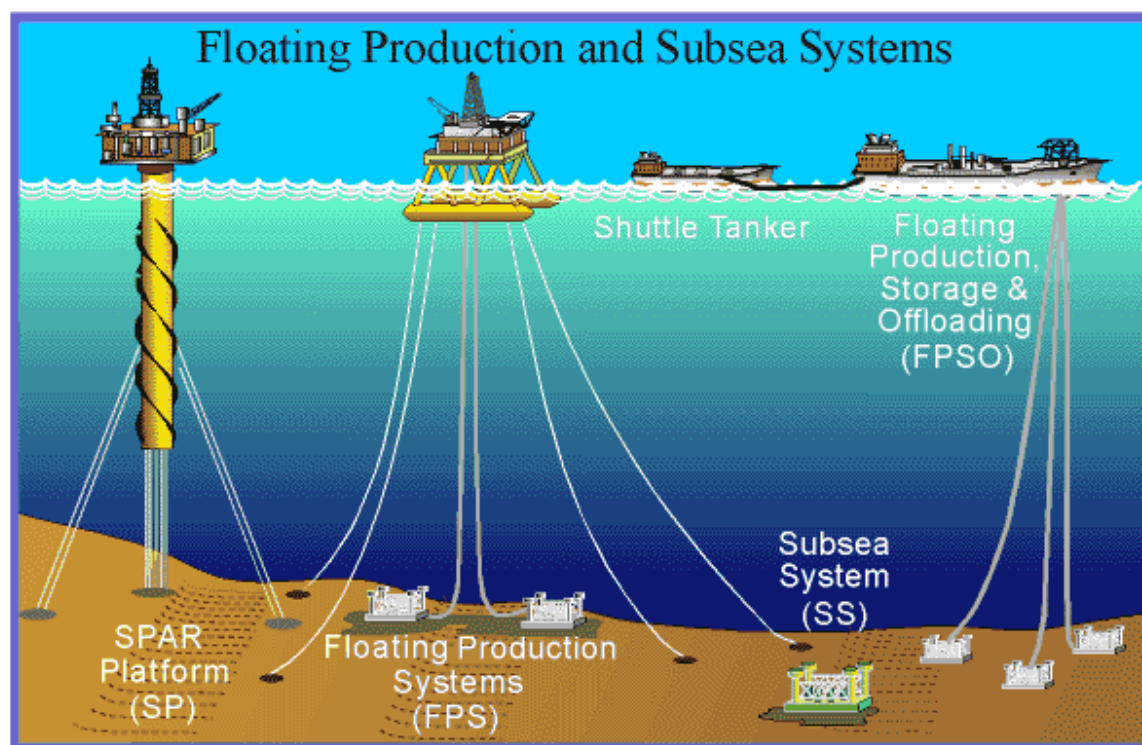 Floating Production and Subsea Systems
Shuttle Tanker
Floating
Production,
Storage &
Offloading
(FPSO)
Subsea
System
(SS)
SPAR
Platform
(SP)
Floating Production
Systems
(FPS)